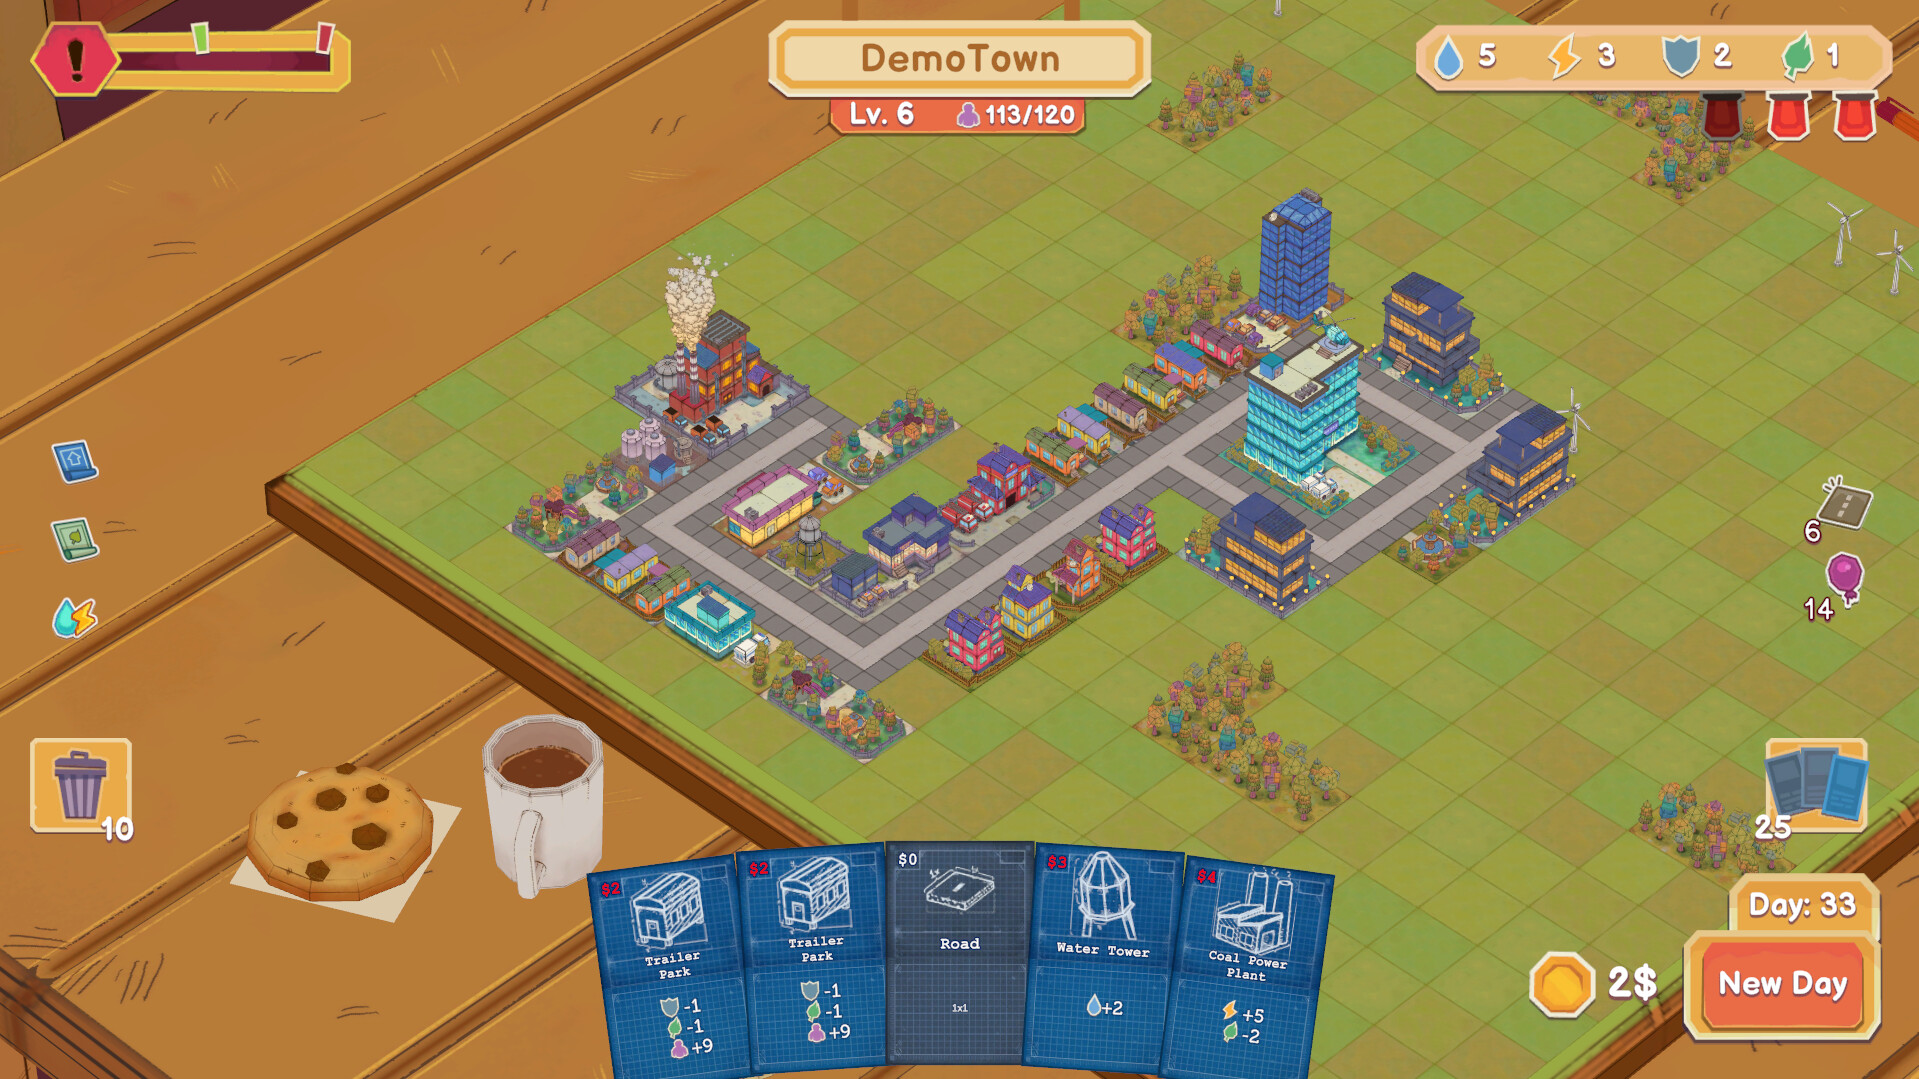 DemoTown
Lv. 6 113/120
5 3 2 1
6
14
10
25
Day: 33
2$
New Day
$2
Trailer
Park
-1
-1
+9
$2
Trailer
Park
-1
-1
+9
$0
Road
1x1
$3
Water Tower
+2
$4
Coal Power
Plant
+5
-2